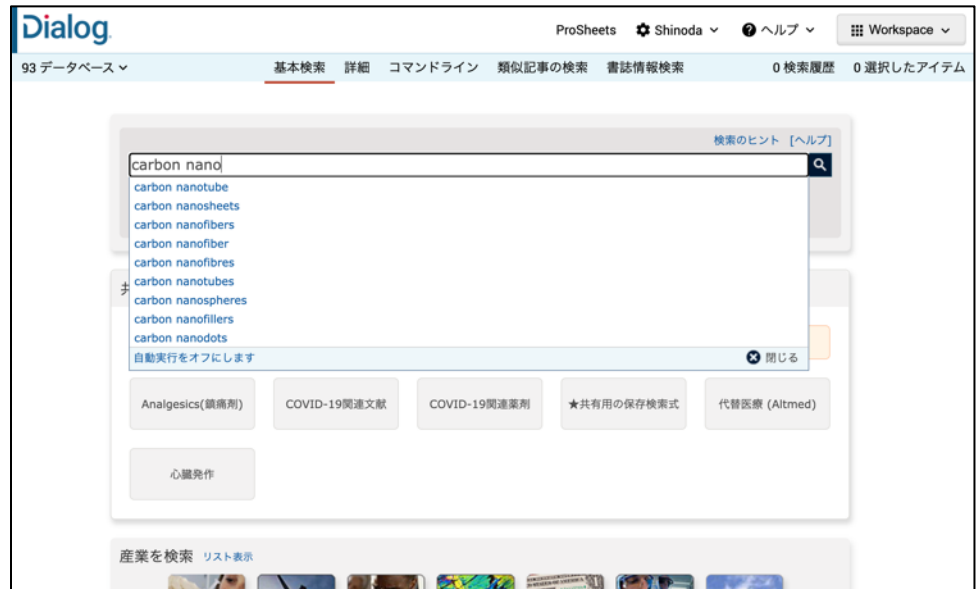 Dialog
ProSheets Shinoda ヘルプ Workspace
93 データベース 基本検索 詳細 コマンドライン 類似記事の検索 書誌情報検索 0 検索履歴 0 選択したアイテム
検索のヒント [ヘルプ]
carbon nano
carbon nanotube
carbon nanosheets
carbon nanofibers
carbon nanofiber
carbon nanofibres
carbon nanotubes
carbon nanospheres
carbon nanofillers
carbon nanodots
自動実行をオフにします 閉じる
Analgesics(鎮痛剤) COVID-19関連文献 COVID-19関連薬剤 ★共有用の保存検索式 代替医療 (Altmed)
心臓発作
産業を検索 リスト表示